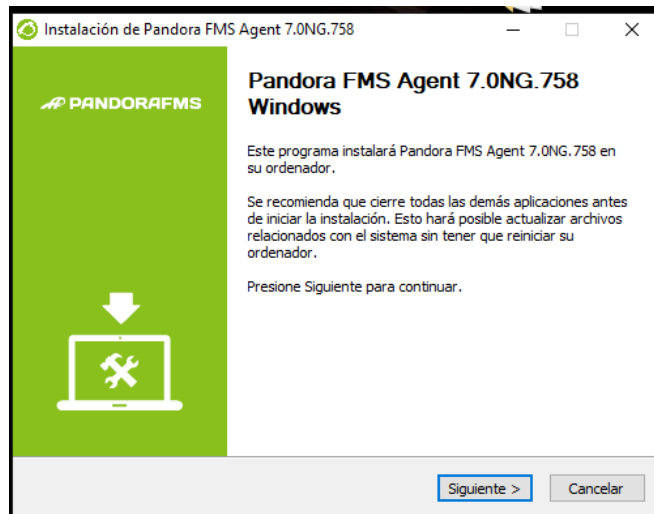 Instalación de Pandora FMS Agent 7.0NG.758
PANDORAFMS
Pandora FMS Agent 7.0NG.758
Windows
Este programa instalará Pandora FMS Agent 7.0NG.758 en
su ordenador.
Se recomienda que cierre todas las demás aplicaciones antes
de iniciar la instalación. Esto hará posible actualizar archivos
relacionados con el sistema sin tener que reiniciar su
ordenador.
Presione Siguiente para continuar.
Siguiente >
Cancelar